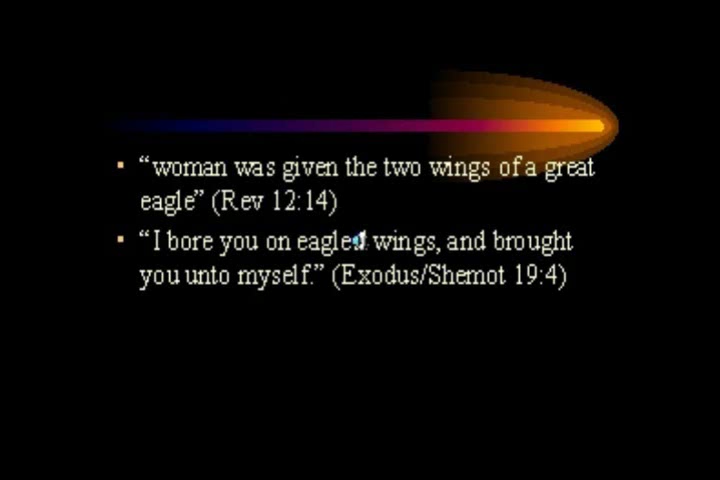 ▪ “woman was given the two wings of a great
eagle” (Rev 12:14)
▪ “I bore you on wings, and brought
you unto myself.” (Exodus/Shemot 19:4)